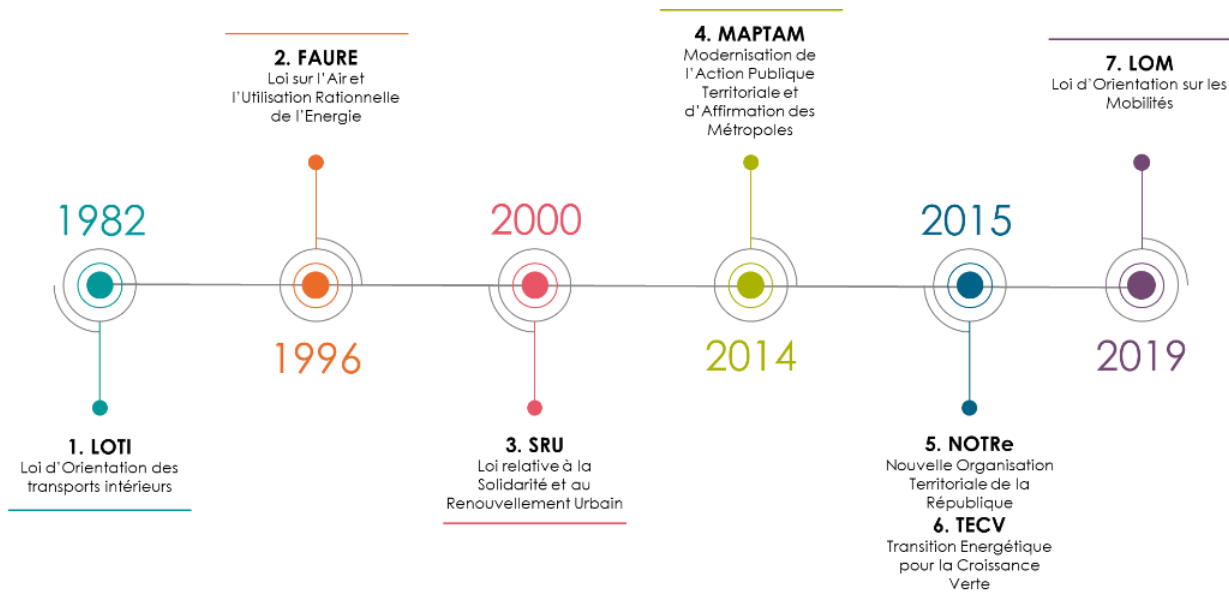 1982
1. LOTI
Loi d'Orientation des
transports intérieurs
2. FAURE
Loi sur l'Air et
l'Utilisation Rationnelle
de l'Energie
1996
2000
3. SRU
Loi relative à la
Solidarité et au
Renouvellement Urbain
4. MAPTAM
Modernisation de
l'Action Publique
Territoriale et
d'Affirmation des
Métropoles
2014
2015
5. NOTRe
Nouvelle Organisation
Territoriale de la
République
6. TECV
Transition Energétique
pour la Croissance
Verte
7. LOM
Loi d'Orientation sur les
Mobilités
2019